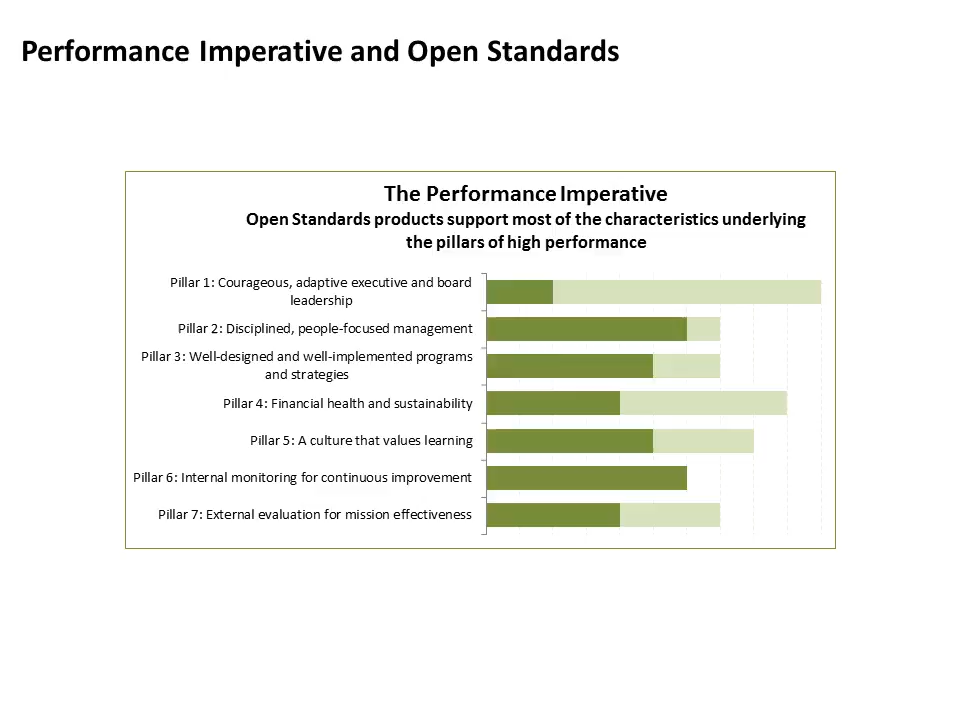 Performance Imperative and Open Standards
The Performance Imperative
Open Standards products support most of the characteristics underlying
the pillars of high performance
Pillar 1: Courageous, adaptive executive and board
leadership
Pillar 2: Disciplined, people-focused management
Pillar 3: Well-designed and well-implemented programs
and strategies
Pillar 4: Financial health and sustainability
Pillar 5: A culture that values learning
Pillar 6: Internal monitoring for continuous improvement
Pillar 7: External evaluation for mission effectiveness